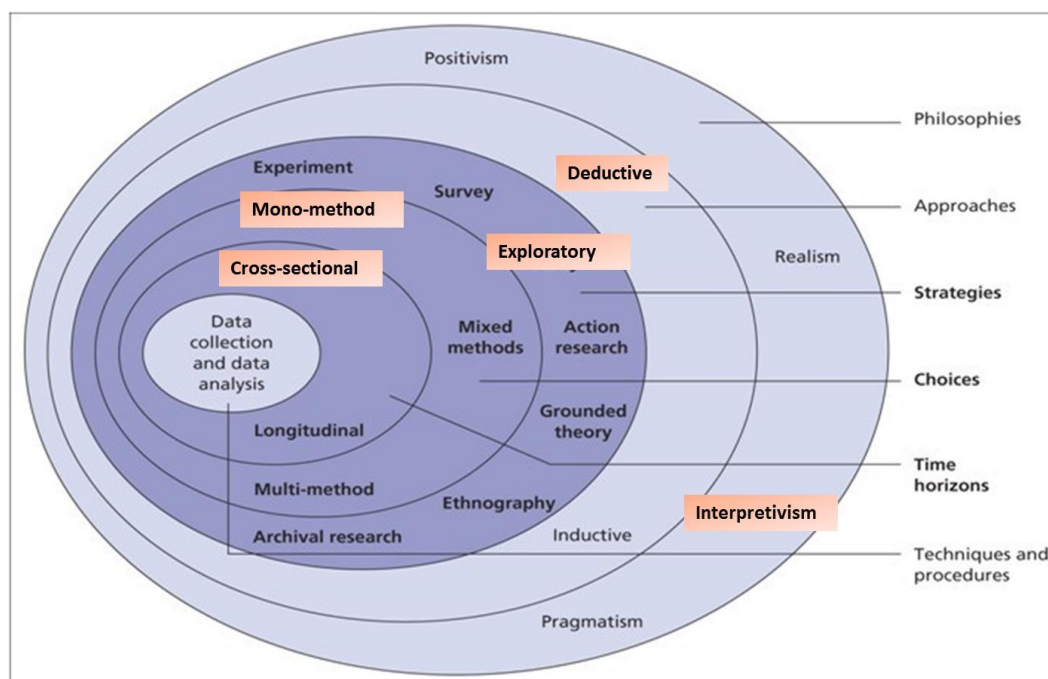 Positivism
Philosophies
Experiment
Deductive
Survey
Mono-method
Approaches
Exploratory
Realism
Cross-sectional
Strategies
Data
collection
and data
analysis
Mixed
methods
Action
research
Choices
Grounded
theory
Longitudinal
Time
horizons
Multi-method
Ethnography
Interpretivism
Archival research
Inductive
Techniques and
procedures
Pragmatism